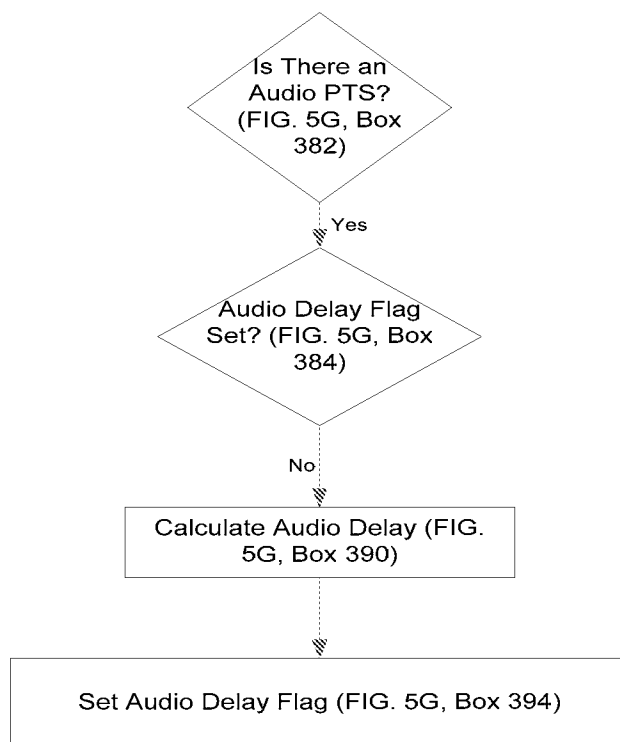 Is There an
Audio PTS?
(FIG. 5G, Box
382)
Yes
Audio Delay Flag
Set? (FIG. 5G, Box
384)
No
Calculate Audio Delay (FIG.
5G, Box 390)
Set Audio Delay Flag (FIG. 5G, Box 394)